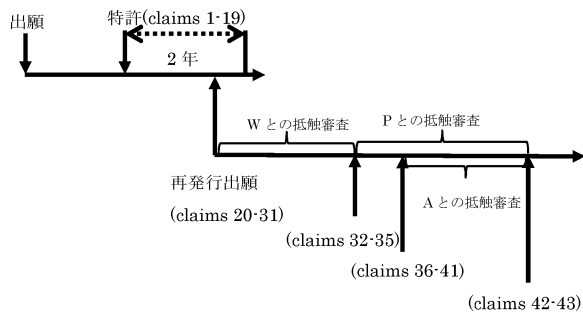 出願
特許(claims 1-19)
2 年
W との抵触審査
P との抵触審査
再発行出願
(claims 20-31)
A との抵触審査
(claims 32-35)
(claims 36-41)
(claims 42-43)